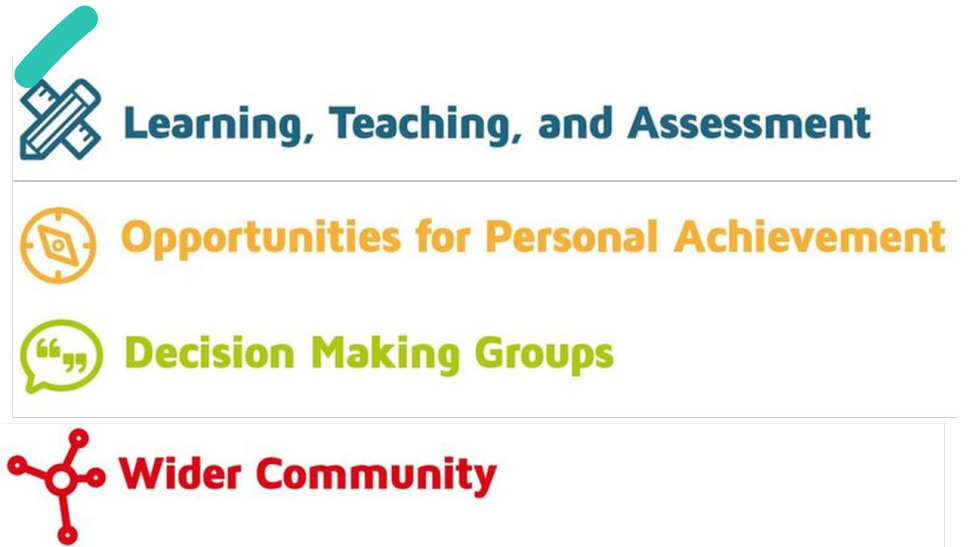 Learning, Teaching, and Assessment
Opportunities for Personal Achievement
Decision Making Groups
Wider Community